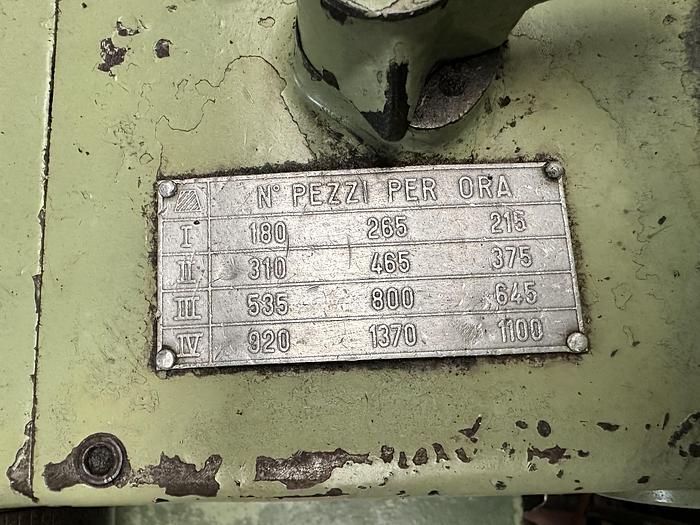 N° PEZZI PER ORA
I 180 265 215
II 310 465 375
III 535 800 645
IV 920 1370 1100